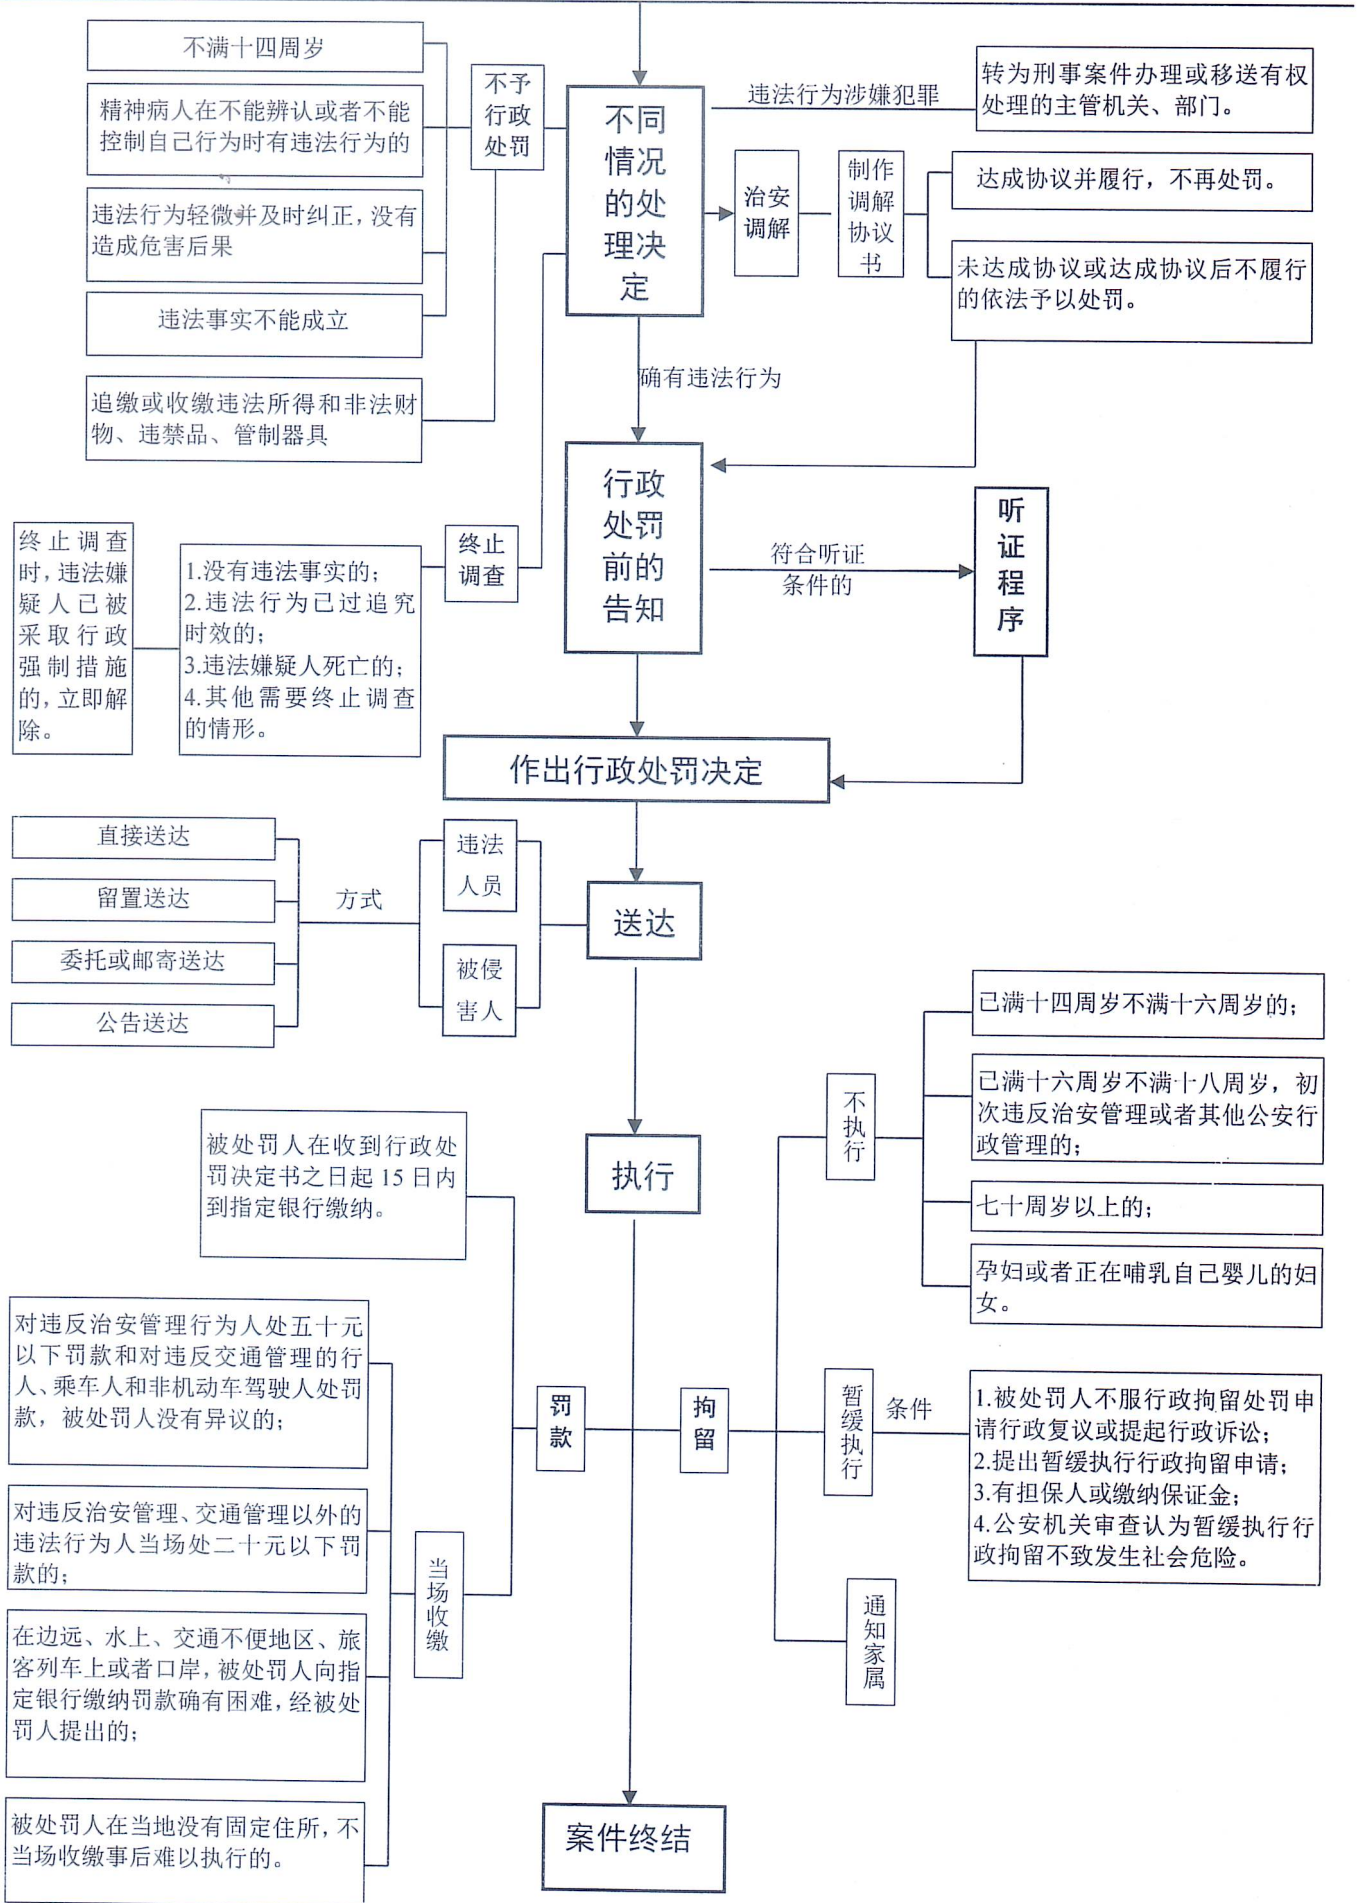 不满十四周岁
精神病人在不能辨认或者不能
控制自己行为时有违法行为的
违法行为轻微并及时纠正，没有
造成危害后果
违法事实不能成立
追缴或收缴违法所得和非法财
物、违禁品、管制器具
不予
行政
处罚
不同
情况
的处
理决
定
违法行为涉嫌犯罪
转为刑事案件办理或移送有权
处理的主管机关、部门。
治安
调解
制作
调解
协议
书
达成协议并履行，不再处罚。
未达成协议或达成协议后不履行
的依法予以处罚。
确有违法行为
行政
处罚
前的
告知
符合听证
条件的
听
证
程
序
终止
调查
1.没有违法事实的；
2.违法行为已过追究
时效的；
3.违法嫌疑人死亡的；
4.其他需要终止调查
的情形。
终止调查
时，违法嫌
疑人已被
采取行政
强制措施
的，立即解
除。
作出行政处罚决定
送达
违法
人员
被侵
害人
方式
直接送达
留置送达
委托或邮寄送达
公告送达
执行
被处罚人在收到行政处
罚决定书之日起 15 日内
到指定银行缴纳。
罚
款
当
场
收
缴
对违反治安管理行为人处五十元
以下罚款和对违反交通管理的行
人、乘车人和非机动车驾驶人处罚
款，被处罚人没有异议的；
对违反治安管理、交通管理以外的
违法行为人当场处二十元以下罚
款的；
在边远、水上、交通不便地区、旅
客列车上或者口岸，被处罚人向指
定银行缴纳罚款确有困难，经被处
罚人提出的；
被处罚人在当地没有固定住所，不
当场收缴事后难以执行的。
拘
留
不
执
行
已满十四周岁不满十六周岁的；
已满十六周岁不满十八周岁，初
次违反治安管理或者其他公安行
政管理的；
七十周岁以上的；
孕妇或者正在哺乳自己婴儿的妇
女。
暂
缓
执
行
条件
1.被处罚人不服行政拘留处罚申
请行政复议或提起行政诉讼；
2.提出暂缓执行行政拘留申请；
3.有担保人或缴纳保证金；
4.公安机关审查认为暂缓执行行
政拘留不致发生社会危险。
通
知
家
属
案件终结